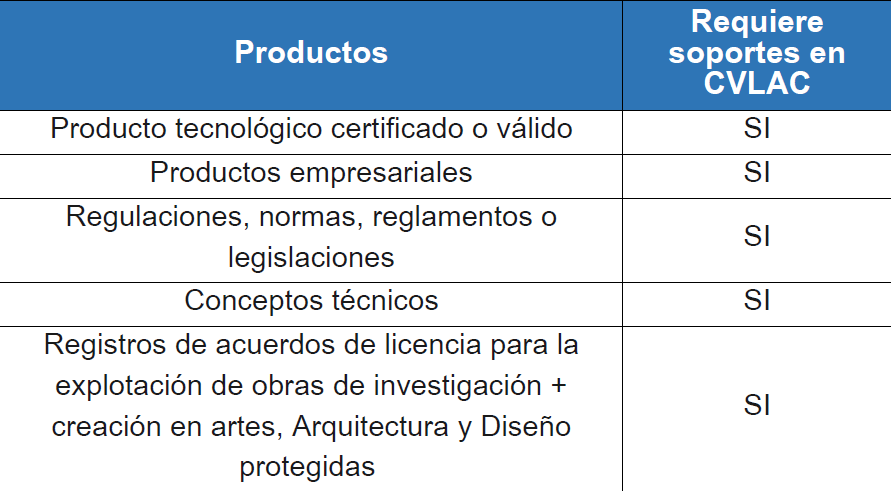 Productos
Requiere
soportes en
CVLAC
Producto tecnológico certificado o válido
SI
Productos empresariales
SI
Regulaciones, normas, reglamentos o
legislaciones
SI
Conceptos técnicos
SI
Registros de acuerdos de licencia para la
explotación de obras de investigación +
creación en artes, Arquitectura y Diseño
protegidas
SI